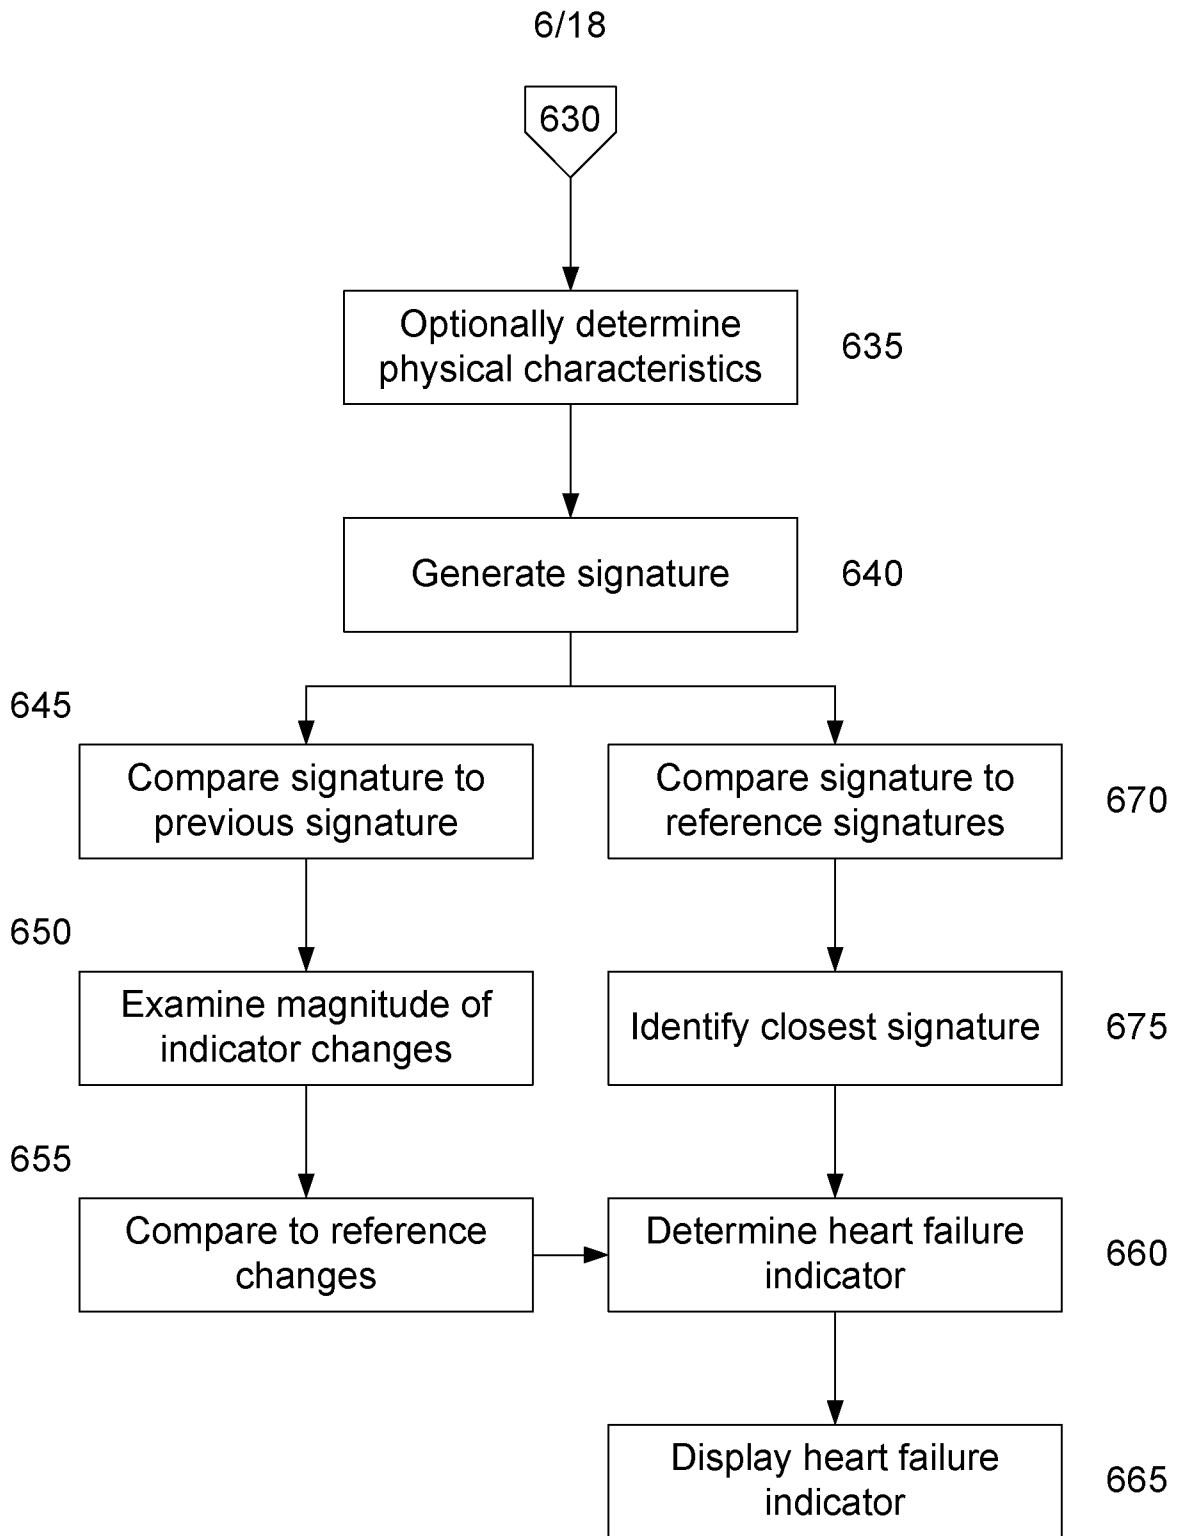 6/18
630
Optionally determine
physical characteristics
635
Generate signature
640
645
Compare signature to
previous signature
Compare signature to
reference signatures
670
650
Examine magnitude of
indicator changes
Identify closest signature
675
655
Compare to reference
changes
Determine heart failure
indicator
660
Display heart failure
indicator
665